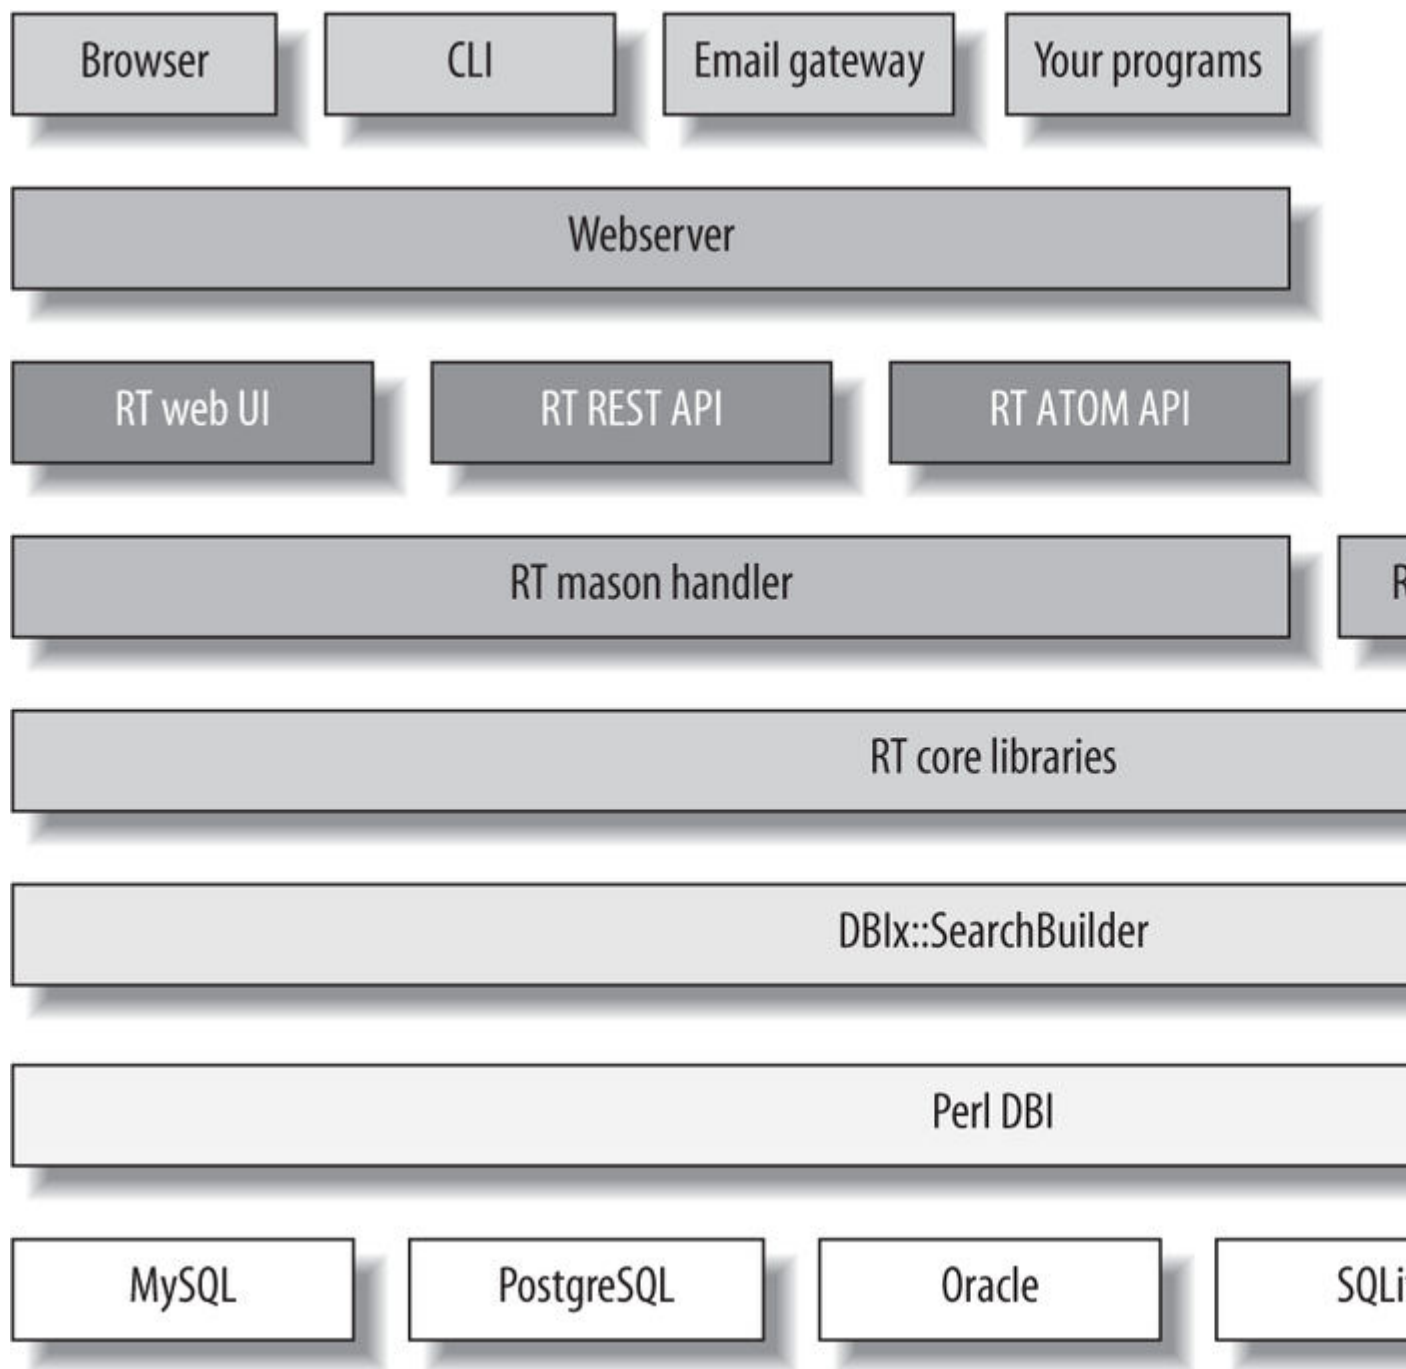 Browser
CLI
Email gateway
Your programs
Webserver
RT web UI
RT REST API
RT ATOM API
RT mason handler
RT core libraries
DBIx::SearchBuilder
Perl DBI
MySQL
PostgreSQL
Oracle